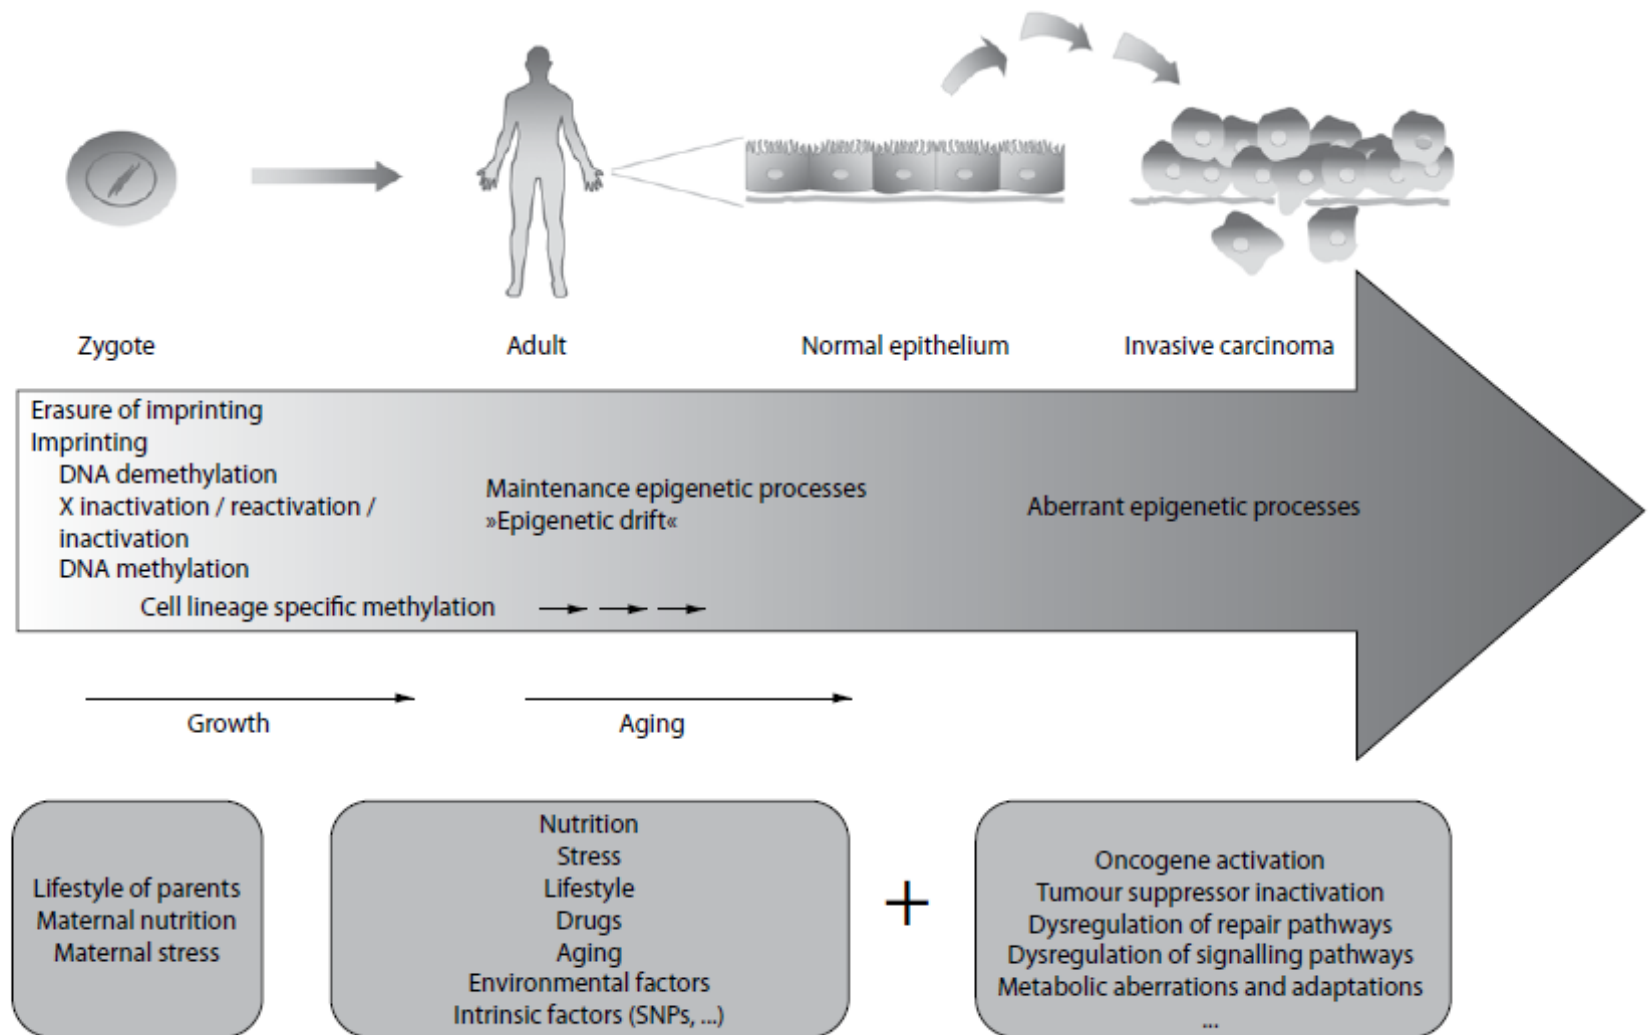 Zygote
Adult
Normal epithelium
Invasive carcinoma
Erasure of imprinting
Imprinting
DNA demethylation
X inactivation / reactivation /
inactivation
DNA methylation
Cell lineage specific methylation
Maintenance epigenetic processes
»Epigenetic drift«
Aberrant epigenetic processes
Growth
Aging
Lifestyle of parents
Maternal nutrition
Maternal stress
Nutrition
Stress
Lifestyle
Drugs
Aging
Environmental factors
Intrinsic factors (SNPs, ...)
+
Oncogene activation
Tumour suppressor inactivation
Dysregulation of repair pathways
Dysregulation of signalling pathways
Metabolic aberrations and adaptations
...